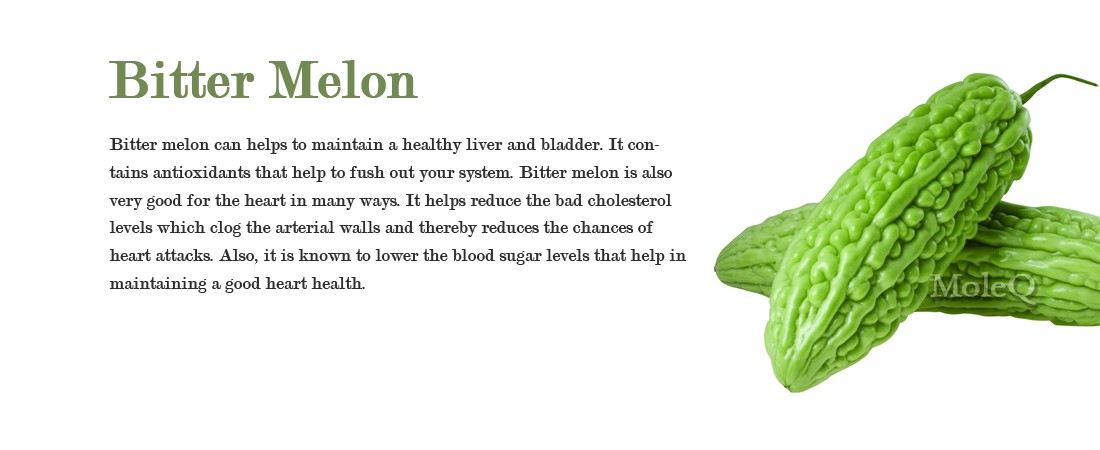 Bitter Melon
Bitter melon can helps to maintain a healthy liver and bladder. It con-
tains antioxidants that help to fush out your system. Bitter melon is also
very good for the heart in many ways. It helps reduce the bad cholesterol
levels which clog the arterial walls and thereby reduces the chances of
heart attacks. Also, it is known to lower the blood sugar levels that help in
maintaining a good heart health.
MoleQ